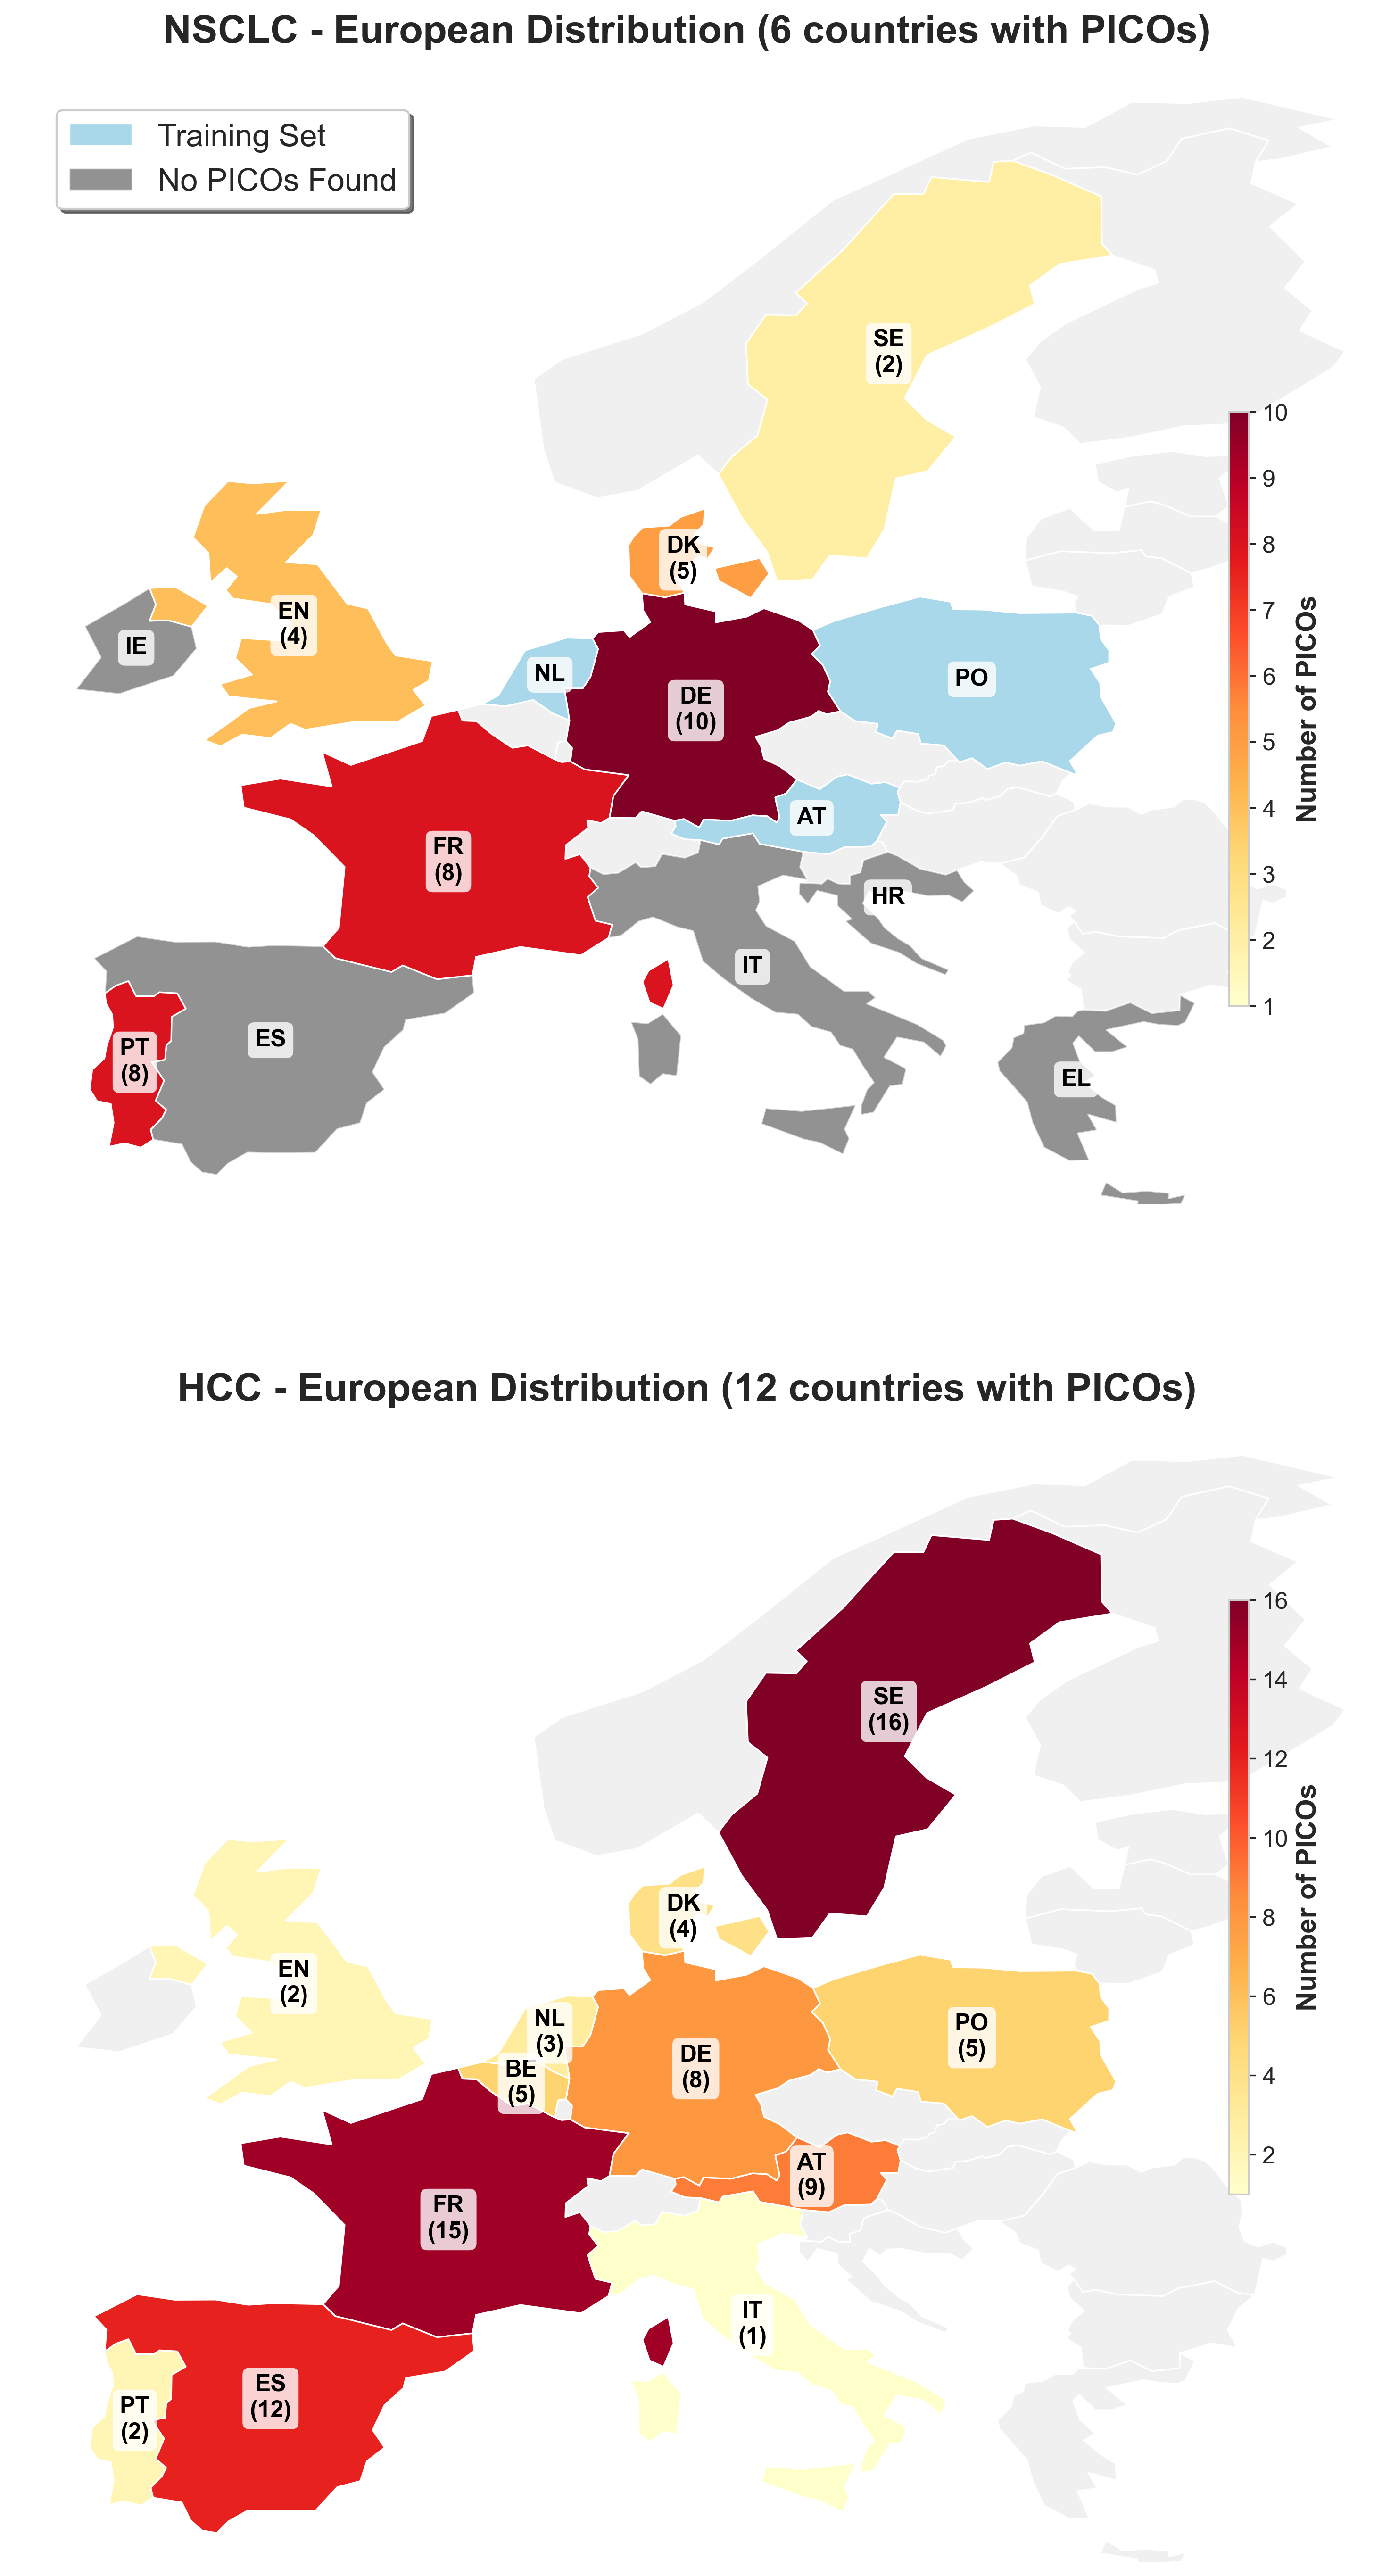 NSCLC - European Distribution (6 countries with PICOs)
Training Set
No PICOs Found
SE
(2)
10
9
8
7
6
5
4
3
2
1
Number of PICOs
DK
(5)
EN
(4)
IE
NL
PO
DE
(10)
AT
FR
(8)
HR
IT
ES
PT
(8)
EL
HCC - European Distribution (12 countries with PICOs)
SE
(16)
16
14
12
10
8
6
4
2
Number of PICOs
DK
(4)
EN
(2)
NL
(3)
PO
(5)
BE
(5)
DE
(8)
AT
(9)
FR
(15)
IT
(1)
ES
(12)
PT
(2)